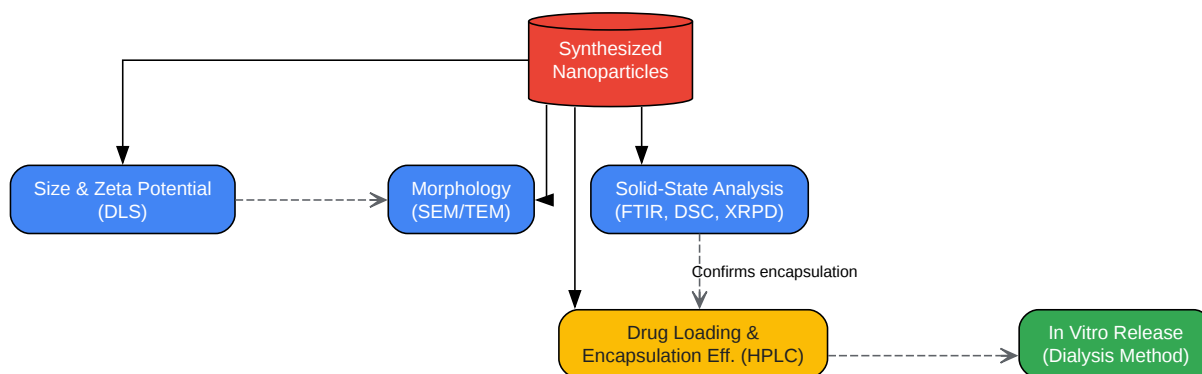 Synthesized
Nanoparticles
Size & Zeta Potential
(DLS)
Morphology
(SEM/TEM)
Solid-State Analysis
(FTIR, DSC, XRPD)
Confirms encapsulation
Drug Loading &
Encapsulation Eff. (HPLC)
In Vitro Release
(Dialysis Method)